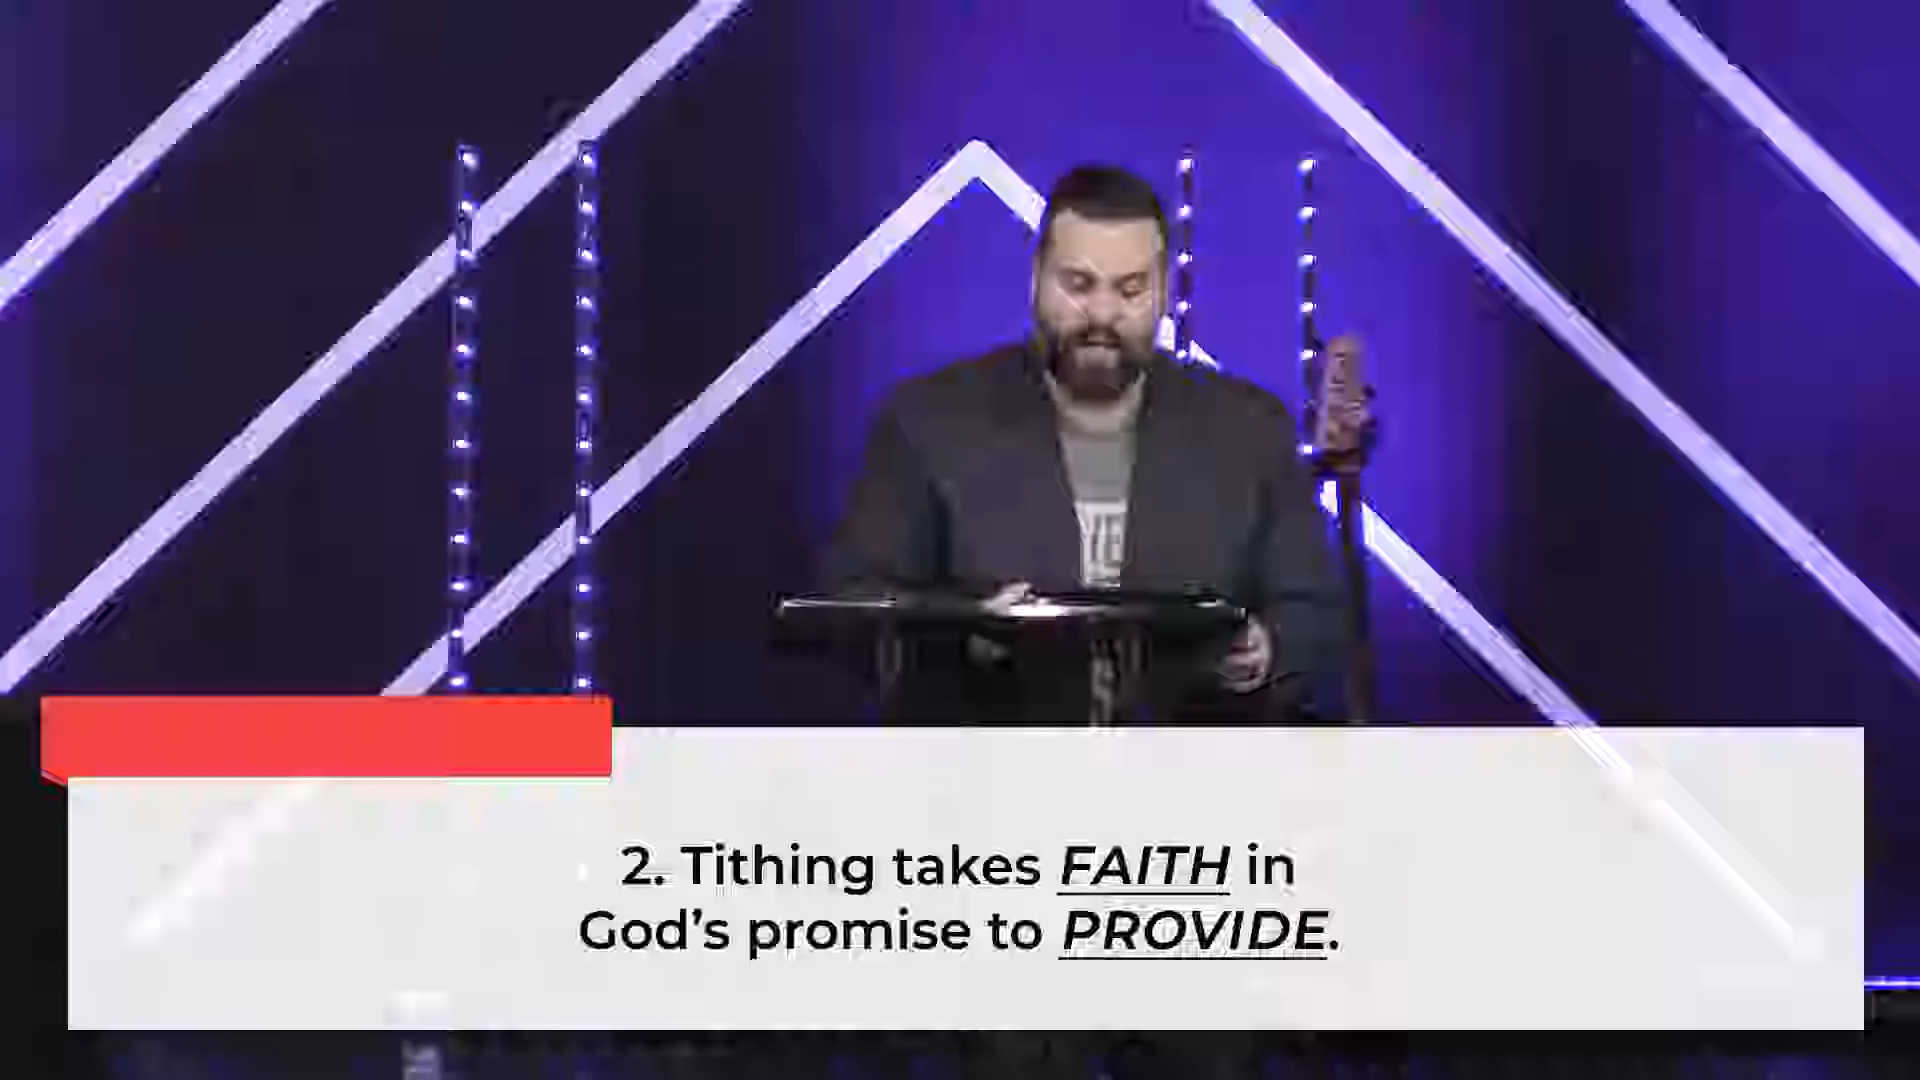 2. Tithing takes FAITH in
God's promise to PROVIDE.